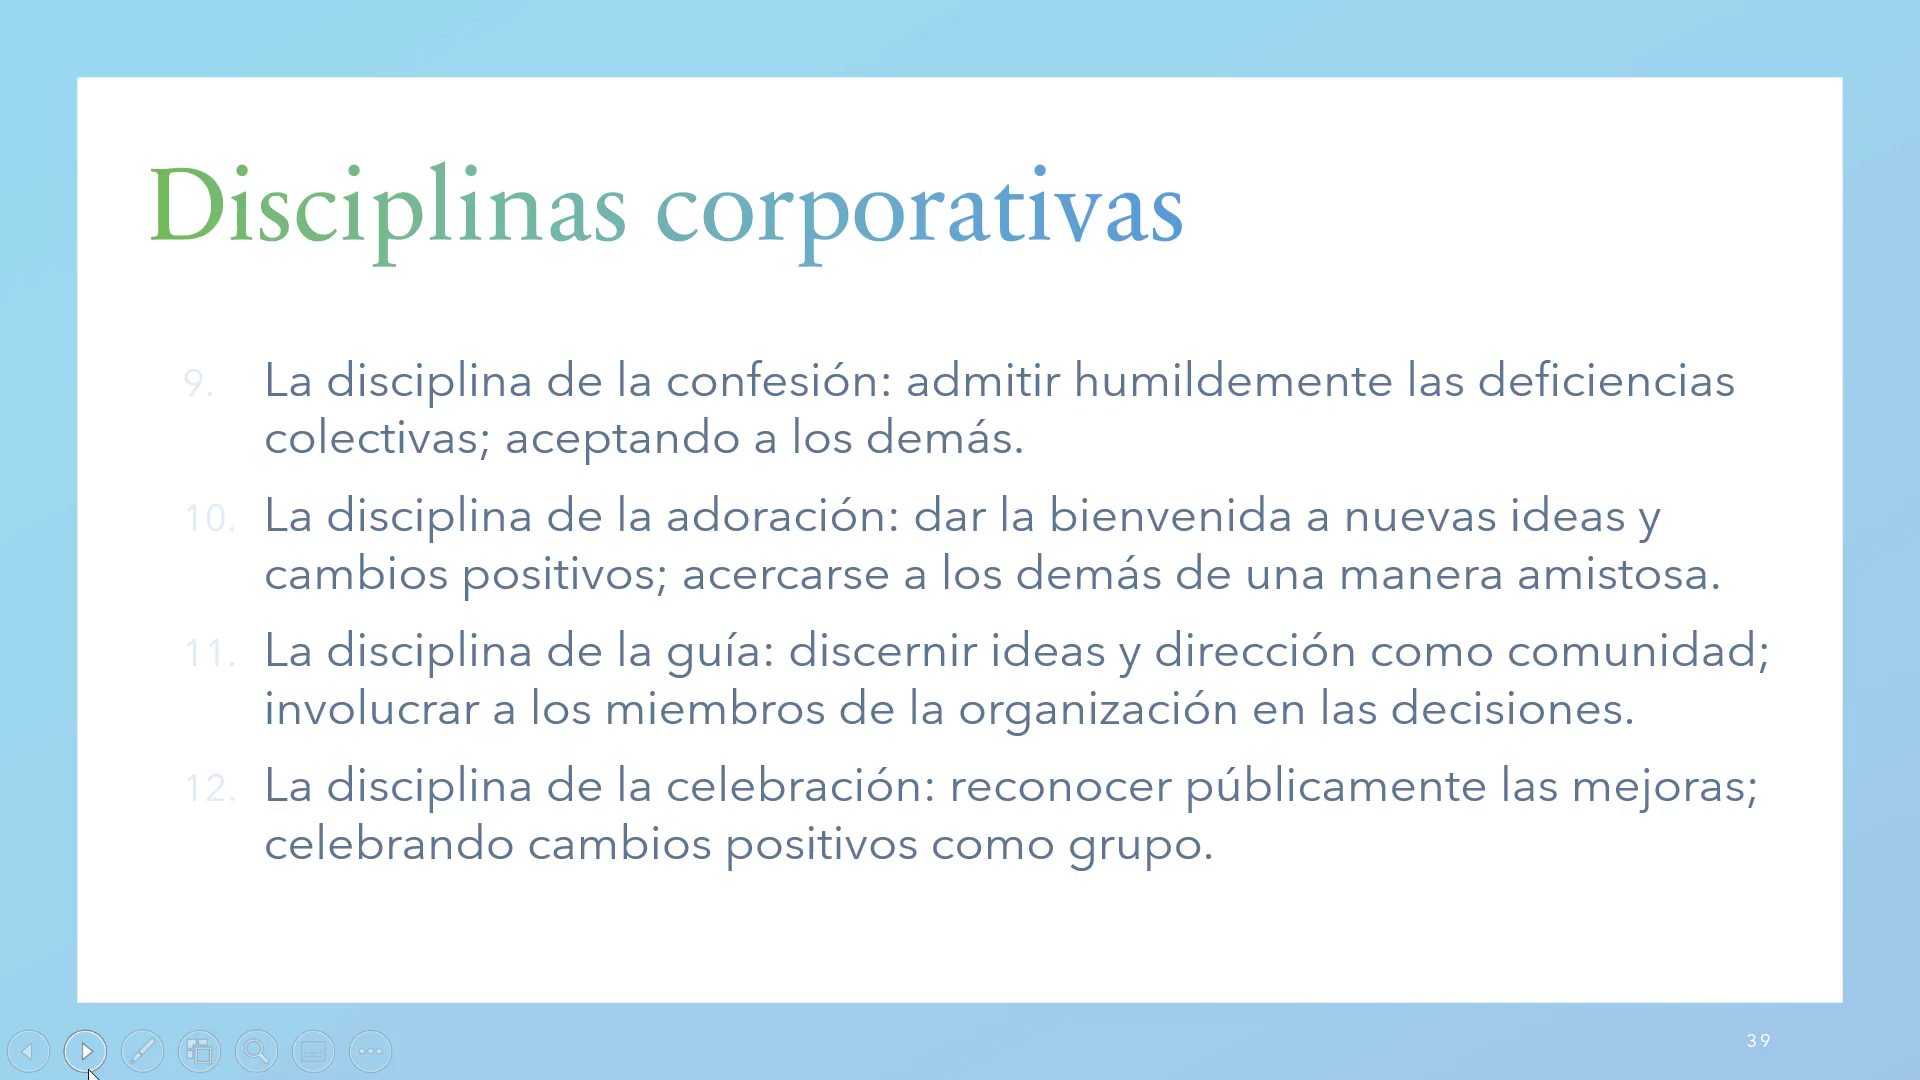 Disciplinas corporativas
9. La disciplina de la confesión: admitir humildemente las deficiencias
colectivas; aceptando a los demás.
10. La disciplina de la adoración: dar la bienvenida a nuevas ideas y
cambios positivos; acercarse a los demás de una manera amistosa.
11. La disciplina de la guía: discernir ideas y dirección como comunidad;
involucrar a los miembros de la organización en las decisiones.
12. La disciplina de la celebración: reconocer públicamente las mejoras;
celebrando cambios positivos como grupo.
39